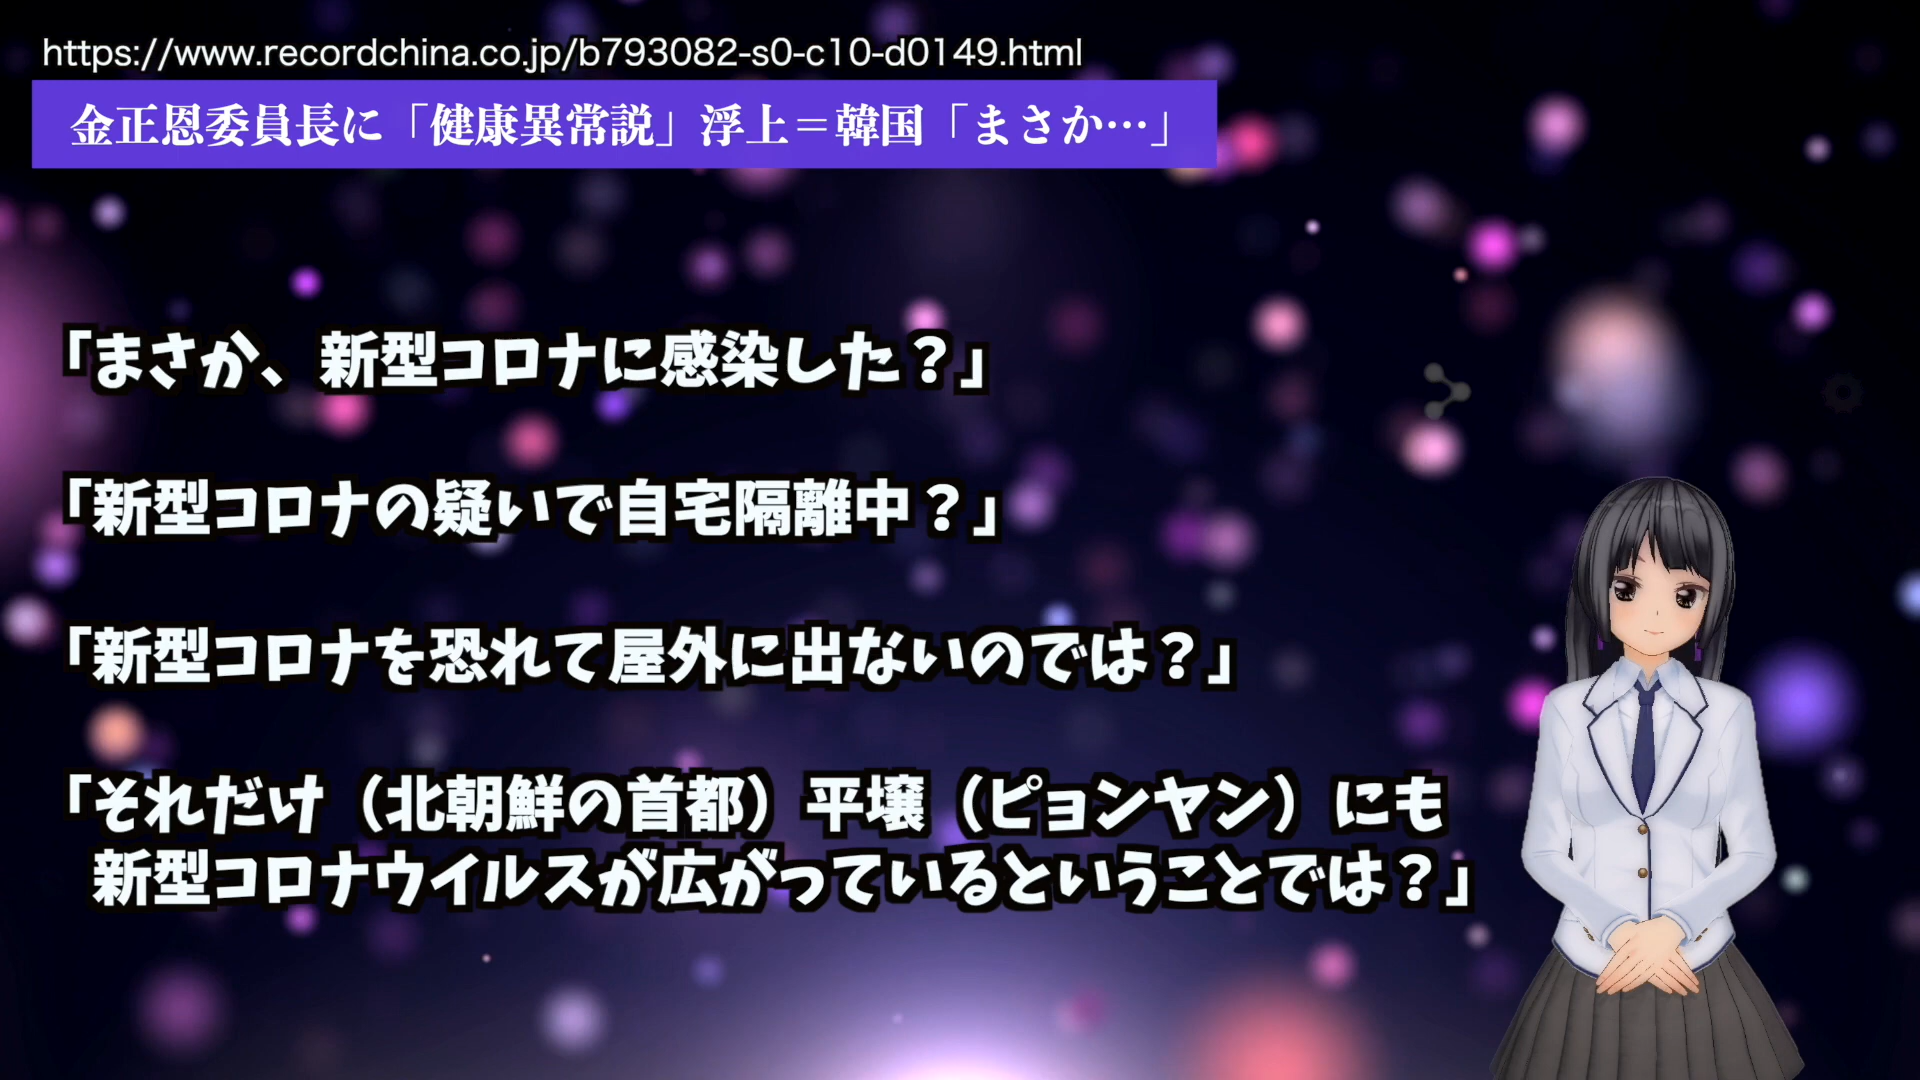 https://www.recordchina.co.jp/b793082-s0-c10-d0149.html
金正恩委員長に「健康異常説」浮上＝韓国「まさか…」
「まさか、新型コロナに感染した？」
「新型コロナの疑いで自宅隔離中？」
「新型コロナを恐れて屋外に出ないのでは？」
「それだけ（北朝鮮の首都）平壌（ピョンヤン）にも
新型コロナウイルスが広がっているということでは？」